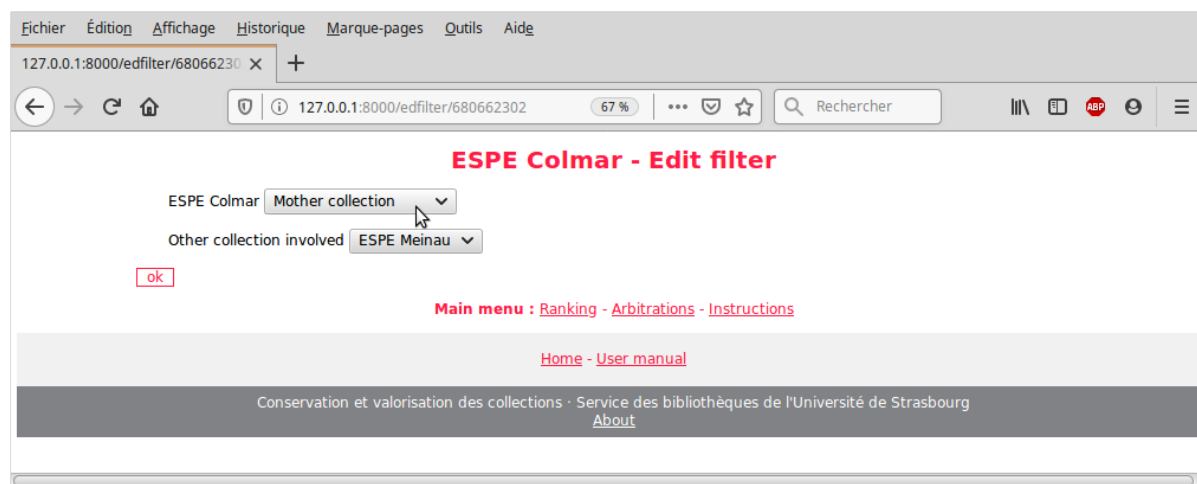 Fichier Édition Affichage Historique Marque-pages Outils Aide
127.0.0.1:8000/edfilter/68066230
127.0.0.1:8000/edfilter/680662302 67 % Rechercher ABP
ESPE Colmar - Edit filter
ESPE Colmar Mother collection
Other collection involved ESPE Meinau
ok
Main menu : Ranking - Arbitrations - Instructions
Home - User manual
Conservation et valorisation des collections · Service des bibliothèques de l'Université de Strasbourg
About